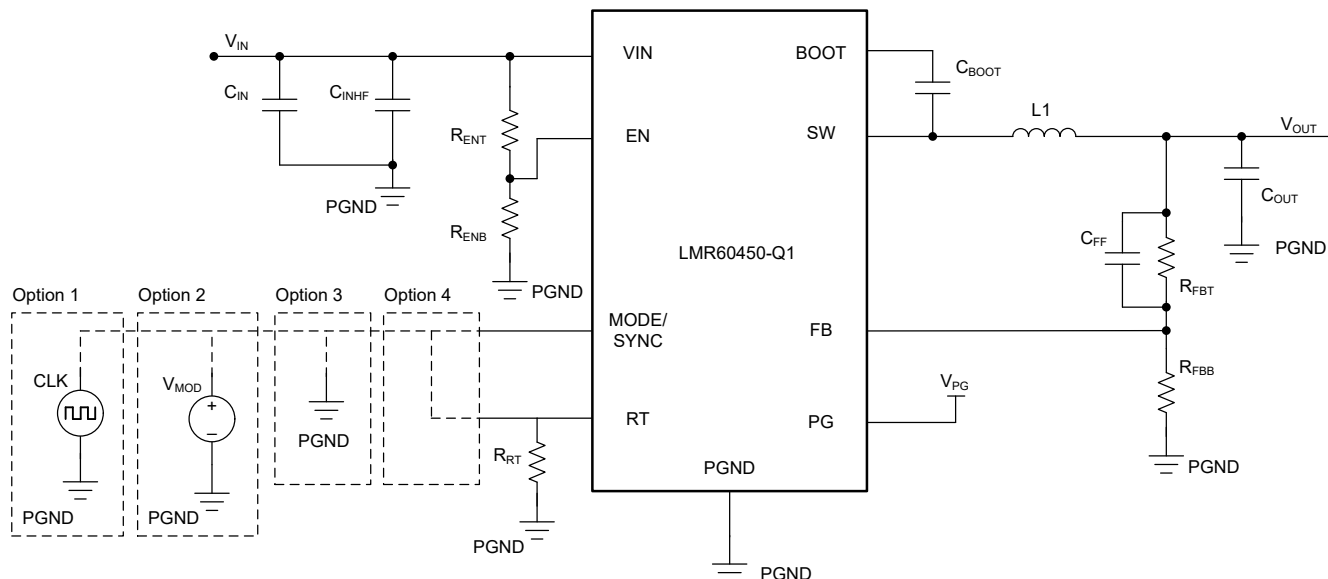 V_IN
VIN
BOOT
C_BOOT
C_IN
C_INHF
L1
R_ENT
EN
SW
V_OUT
PGND
C_OUT
R_ENB
LMR60450-Q1
PGND
C_FF
PGND
R_FBT
Option 1
Option 2
Option 3
Option 4
MODE/
SYNC
FB
CLK
V_MOD
+
–
R_FBB
V_PG
RT
PG
PGND
R_RT
PGND
PGND
PGND
PGND
PGND
PGND